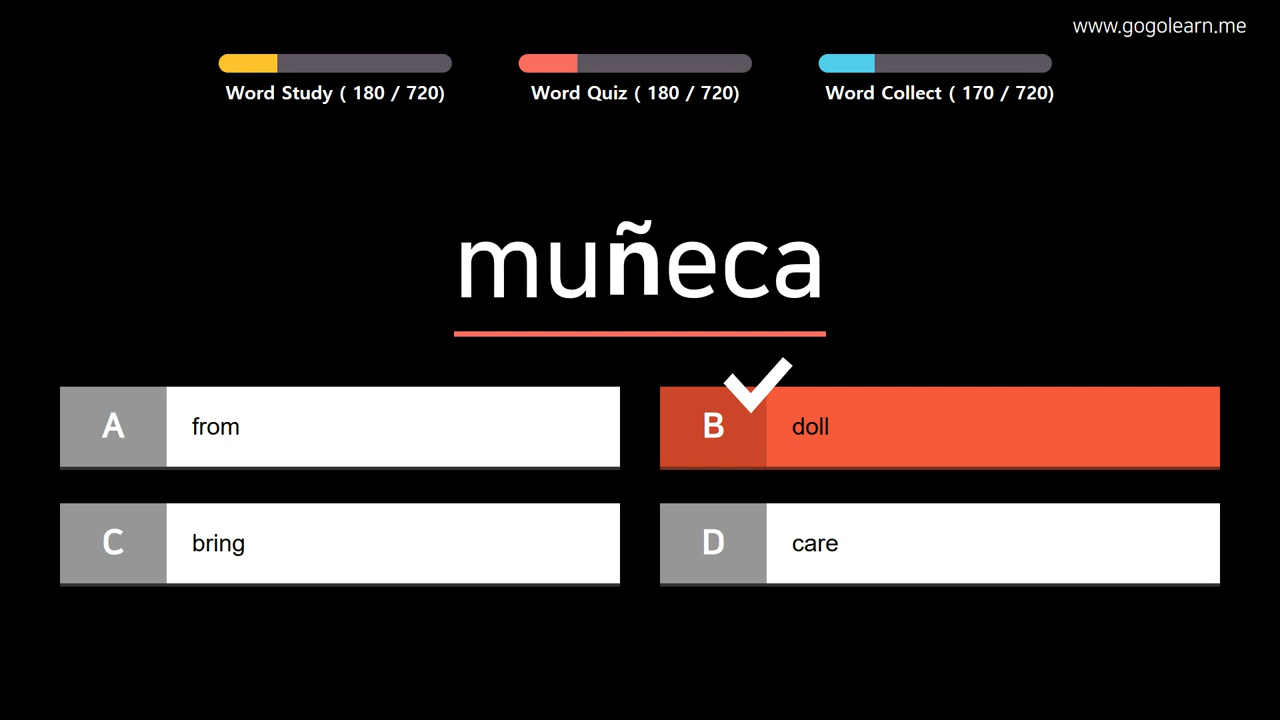 www.gogolearn.me
Word Study ( 180 / 720)
Word Quiz ( 180 / 720)
Word Collect ( 170 / 720)
muñeca
A from
B doll
C bring
D care